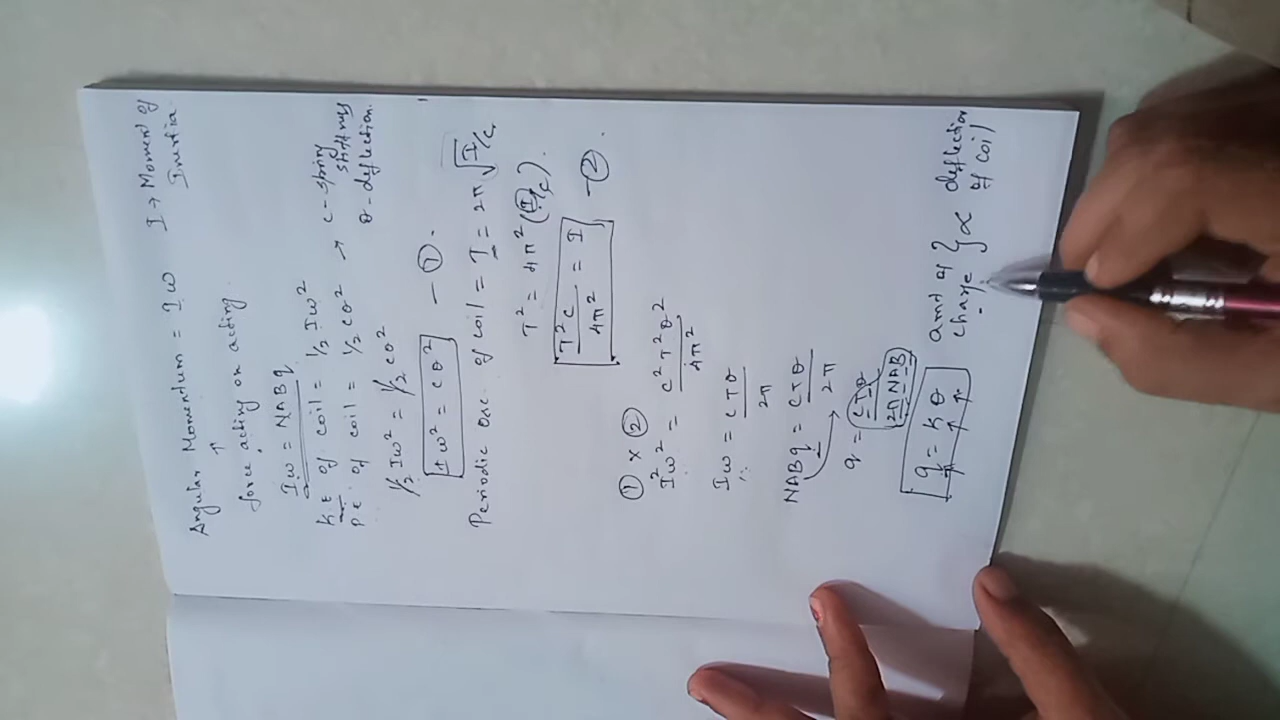 Angular Momentum = Iω I → Moment of Inertia
↑
force acting on acting
Iω = NABq
KE of coil = 1/2 Iω²
PE of coil = 1/2 cθ² → c - spring stiffness
θ - deflection
1/2 Iω² = 1/2 cθ²
Iω² = cθ² - ①.
Periodic osc. of coil = T = 2π √I/c
T² = 4π² (I/c).
T²c/4π² = I - ②.
① × ②
I²ω² = c²T²θ²/4π²
Iω = cTθ/2π
NABq = cTθ/2π
q = cTθ/2πNAB
q = kθ
amt of charge } ∝ deflection of coil